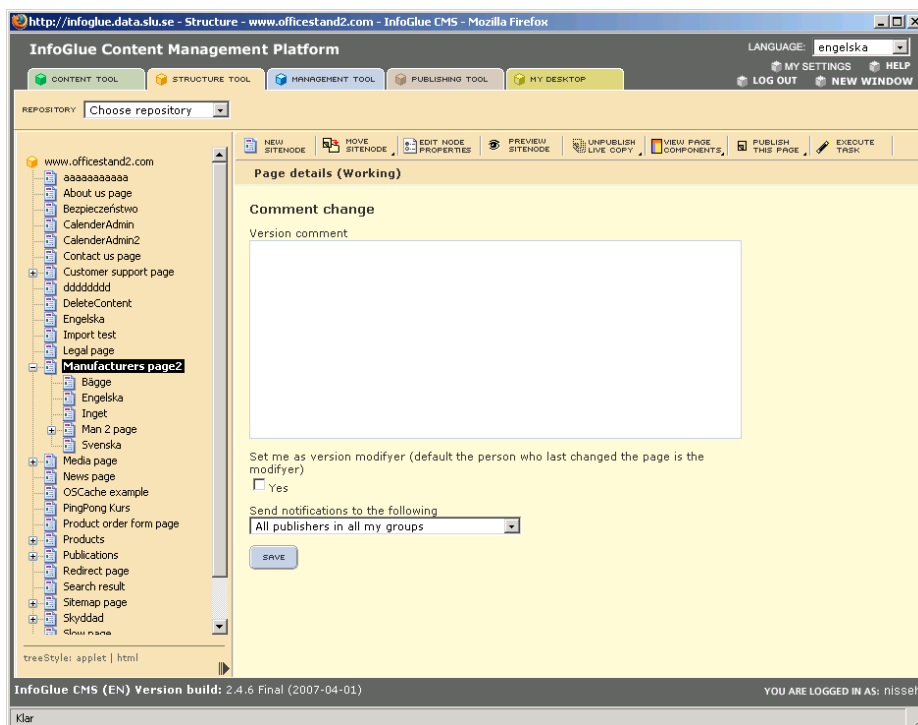 http://infoglue.data.slu.se - Structure - www.officestand2.com - InfoGlue CMS - Mozilla Firefox
InfoGlue Content Management Platform
LANGUAGE: engelska
MY SETTINGS HELP
LOG OUT NEW WINDOW
CONTENT TOOL STRUCTURE TOOL MANAGEMENT TOOL PUBLISHING TOOL MY DESKTOP
REPOSITORY Choose repository
NEW SITENODE
MOVE SITENODE
EDIT NODE PROPERTIES
PREVIEW SITENODE
UNPUBLISH LIVE COPY
VIEW PAGE COMPONENTS
PUBLISH THIS PAGE
EXECUTE TASK
www.officestand2.com
aaaaaaaaaaa
About us page
Bezpieczeństwo
CalenderAdmin
CalenderAdmin2
Contact us page
Customer support page
dddddddd
DeleteContent
Engelska
Import test
Legal page
Manufacturers page2
Bägge
Engelska
Inget
Man 2 page
Svenska
Media page
News page
OSCache example
PingPong Kurs
Product order form page
Products
Publications
Redirect page
Search result
Sitemap page
Skyddad
Slow page
treeStyle: applet | html
Page details (Working)
Comment change
Version comment
Set me as version modifyer (default the person who last changed the page is the
modifyer)
Yes
Send notifications to the following
All publishers in all my groups
SAVE
InfoGlue CMS (EN) Version build: 2.4.6 Final (2007-04-01)
YOU ARE LOGGED IN AS: nisseh
Klar